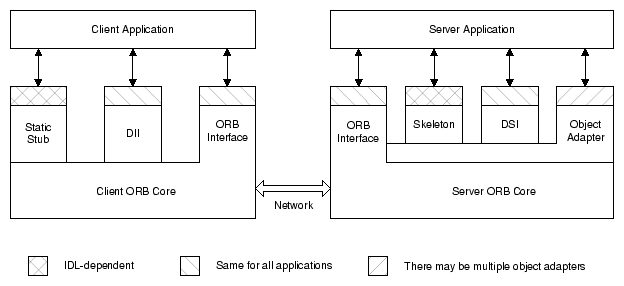 Client Application
Server Application
Static
Stub
DII
ORB
Interface
ORB
Interface
Skeleton
DSI
Object
Adapter
Client ORB Core
Network
Server ORB Core
IDL-dependent
Same for all applications
There may be multiple object adapters